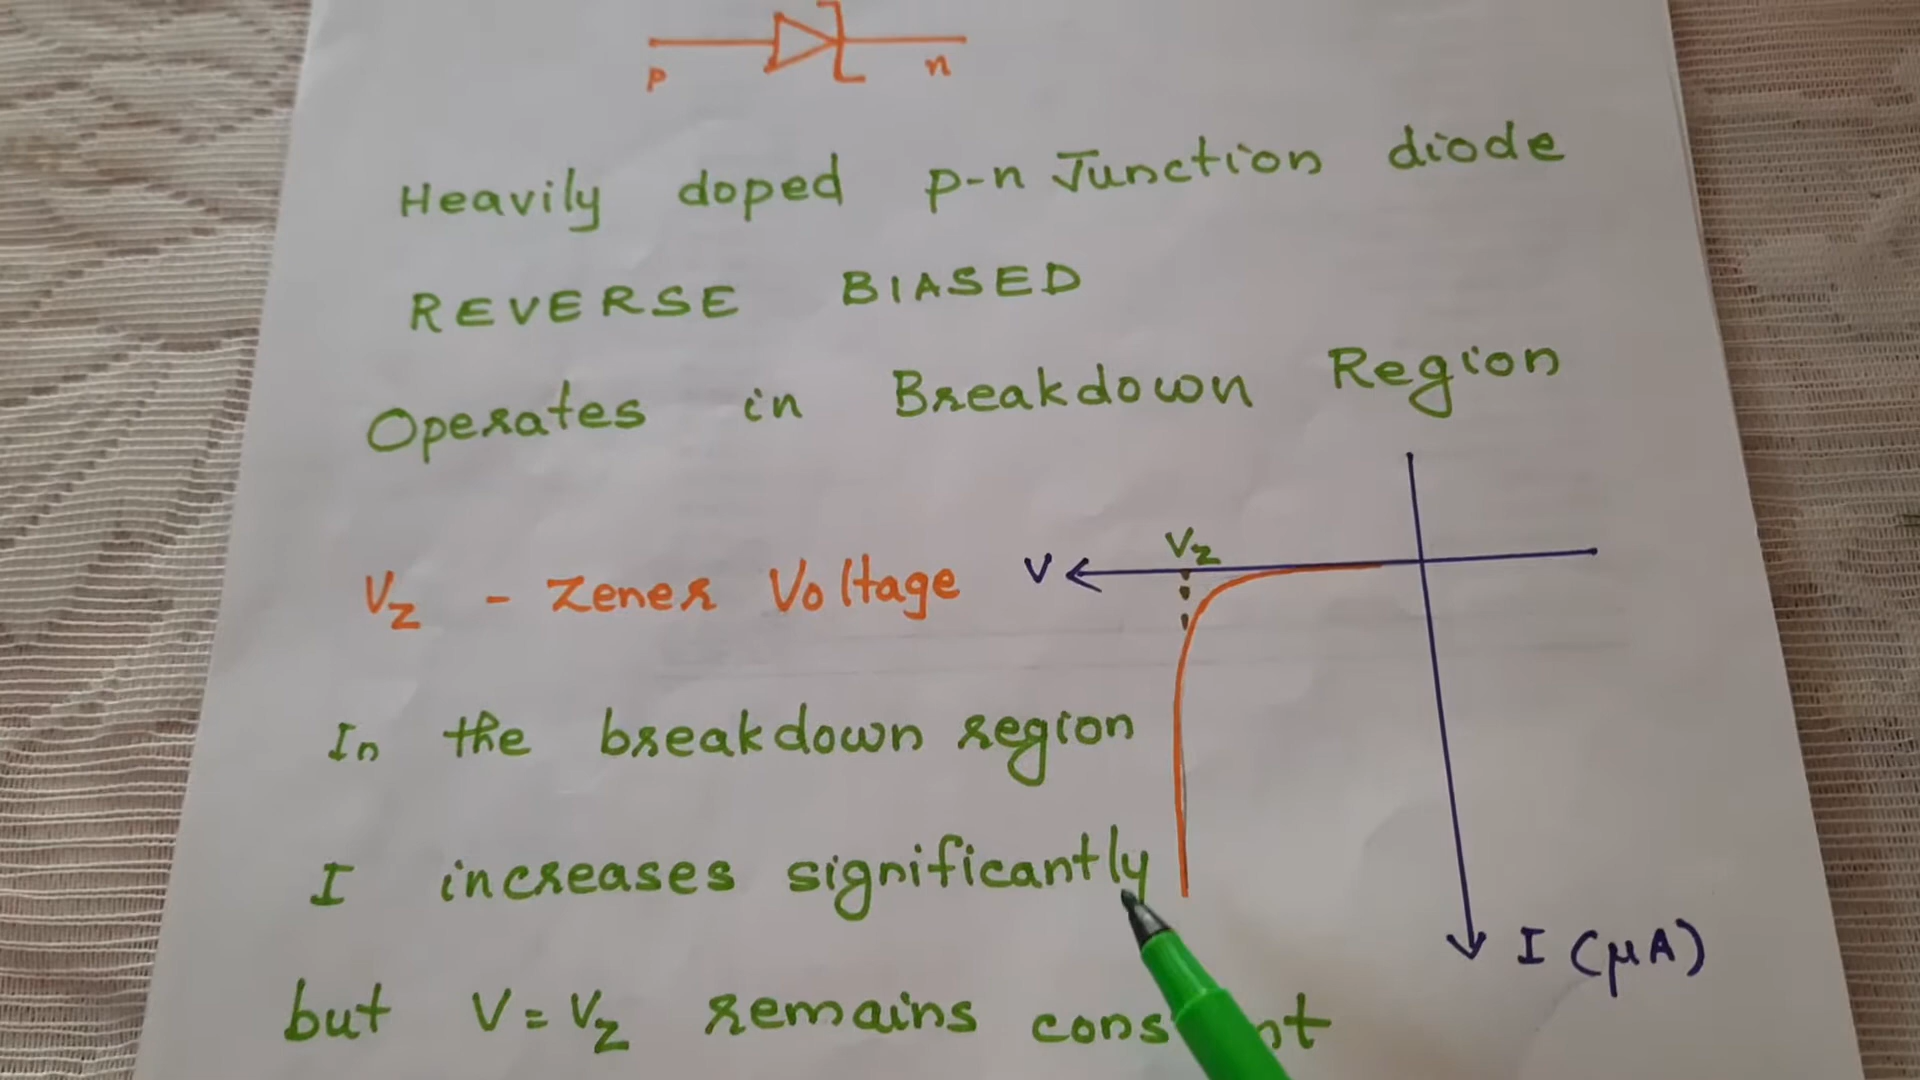 p n
Heavily doped p-n Junction diode
REVERSE BIASED
Operates in Breakdown Region
Vz
V
Vz - Zener Voltage
In the breakdown region
I increases significantly
I (μA)
but V = Vz remains